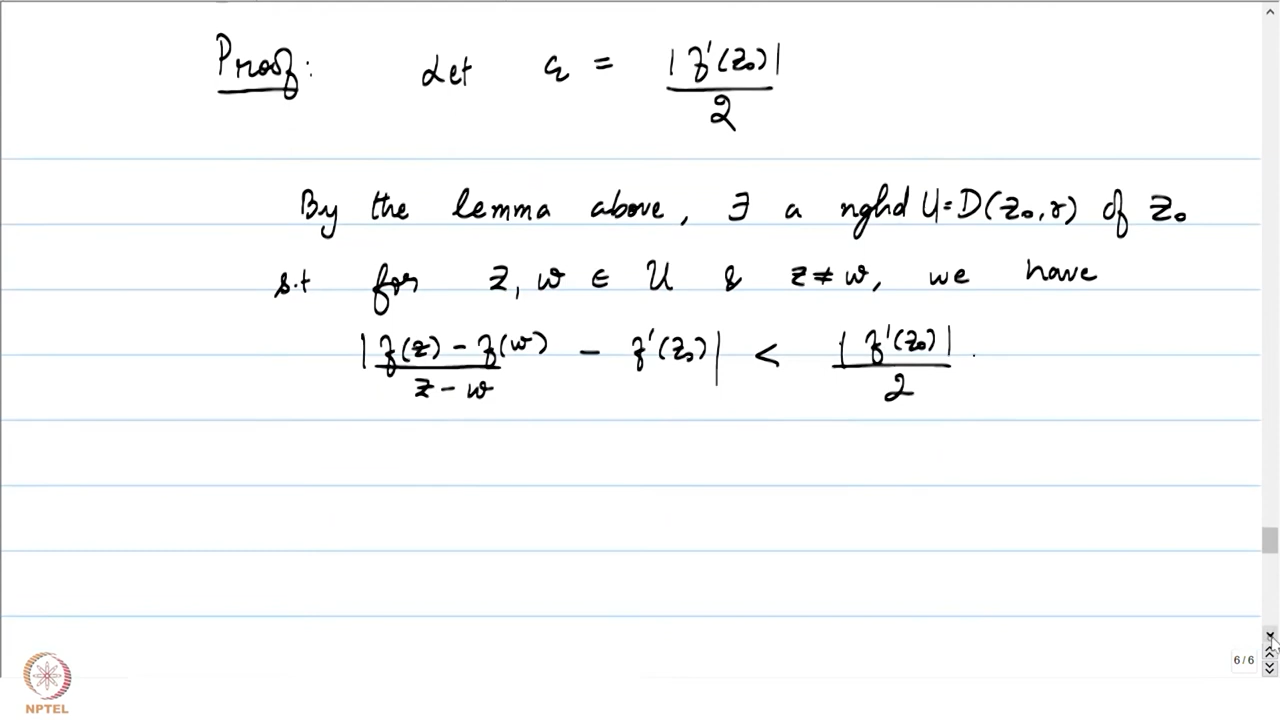 Proof: Let ε = |f'(z₀)| / 2
By the lemma above, ∃ a nghd U = D(z₀, r) of z₀
s.t for z, w ∈ U & z ≠ w, we have
| (f(z) - f(w)) / (z - w) - f'(z₀) | < |f'(z₀)| / 2 .
6 / 6
NPTEL